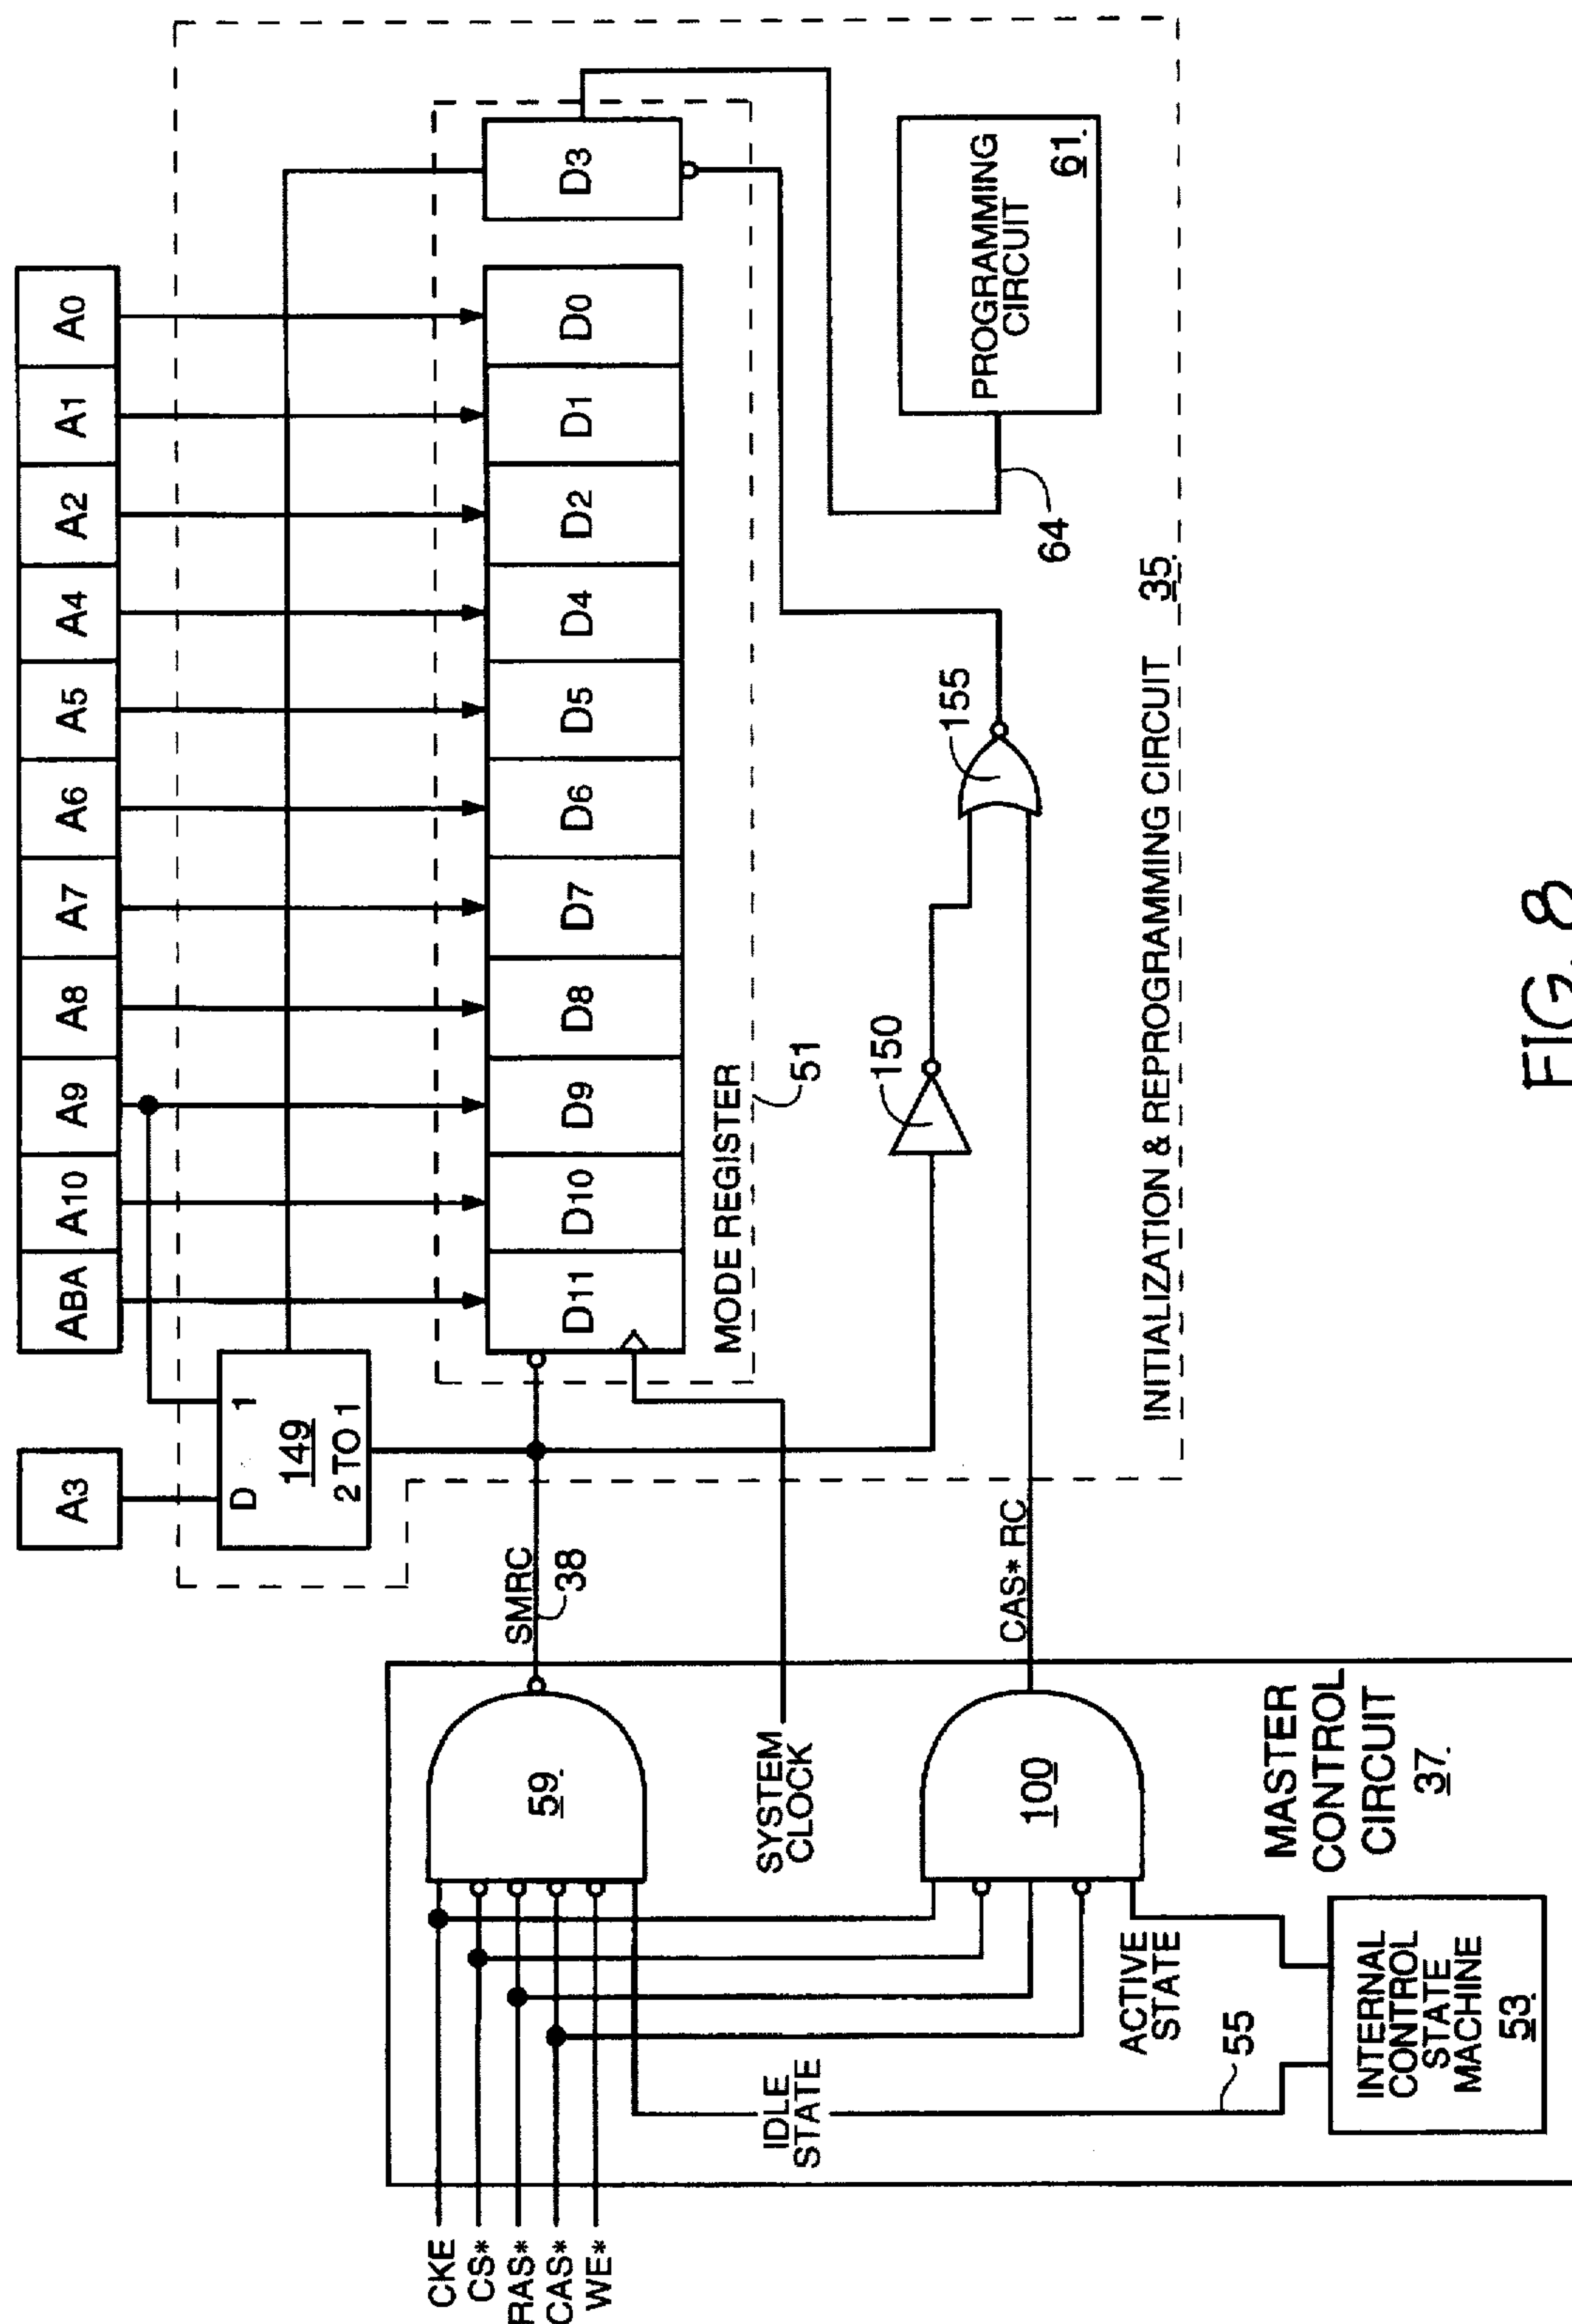 A3
ABA A10 A9 A8 A7 A6 A5 A4 A2 A1 A0
D 1
149
2 TO 1
D11 D10 D9 D8 D7 D6 D5 D4 D2 D1 D0
D3
MODE REGISTER
51
SMRC
38
CKE
CS*
RAS*
CAS*
WE*
59
SYSTEM
CLOCK
IDLE
STATE
150
155
64
PROGRAMMING
CIRCUIT
61
100
CAS* RC
ACTIVE
STATE
55
INITIALIZATION & REPROGRAMMING CIRCUIT 35
MASTER
CONTROL
CIRCUIT
37
INTERNAL
CONTROL
STATE
MACHINE
53
FIG. 8